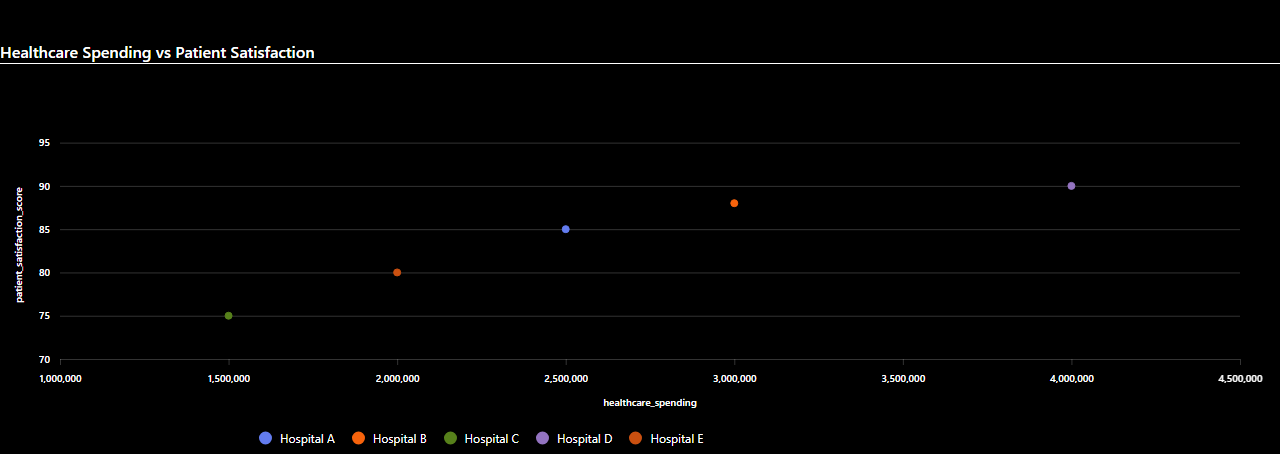 Healthcare Spending vs Patient Satisfaction
95
90
85
80
75
70
patient_satisfaction_score
1,000,000 1,500,000 2,000,000 2,500,000 3,000,000 3,500,000 4,000,000 4,500,000
healthcare_spending
Hospital A Hospital B Hospital C Hospital D Hospital E